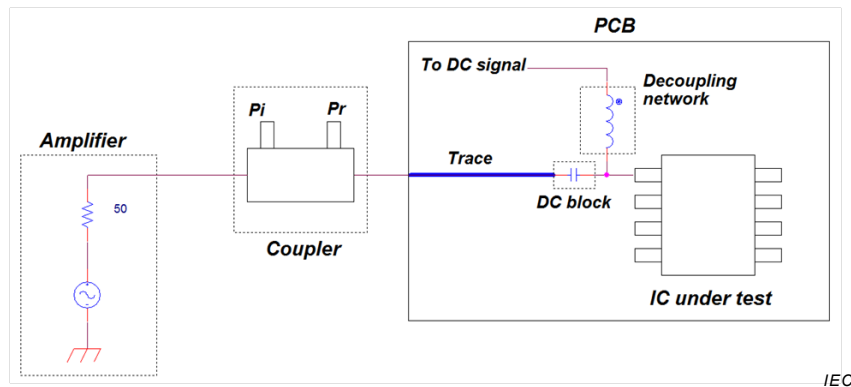 PCB
To DC signal
Decoupling
network
Pi
Pr
Amplifier
Trace
50
DC block
Coupler
IC under test
IEC